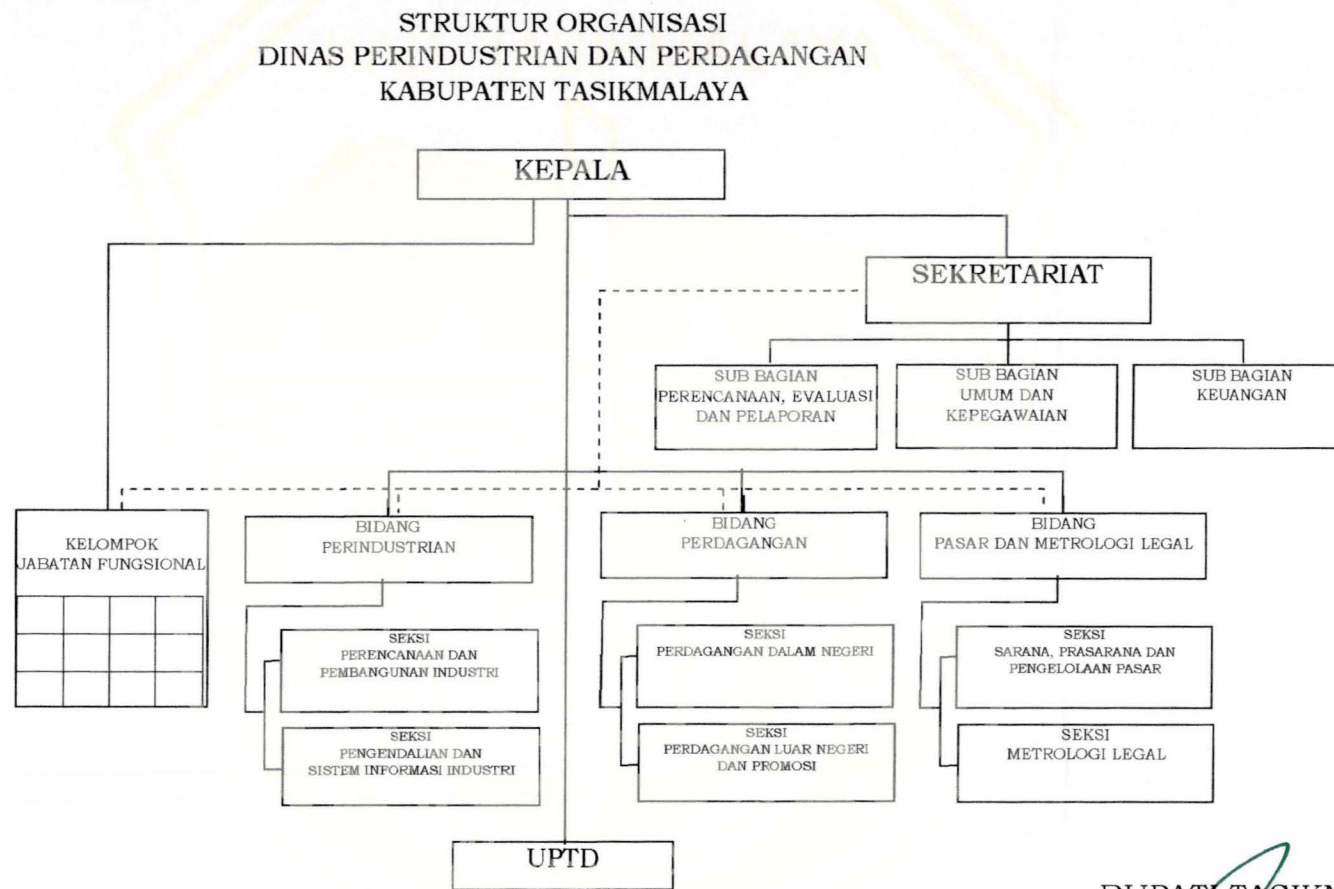 STRUKTUR ORGANISASI
DINAS PERINDUSTRIAN DAN PERDAGANGAN
KABUPATEN TASIKMALAYA
KEPALA
SEKRETARIAT
SUB BAGIAN
PERENCANAAN, EVALUASI
DAN PELAPORAN
SUB BAGIAN
UMUM DAN
KEPEGAWAIAN
SUB BAGIAN
KEUANGAN
KELOMPOK
JABATAN FUNGSIONAL
BIDANG
PERINDUSTRIAN
BIDANG
PERDAGANGAN
BIDANG
PASAR DAN METROLOGI LEGAL
SEKSI
PERENCANAAN DAN
PEMBANGUNAN INDUSTRI
SEKSI
PERDAGANGAN DALAM NEGERI
SEKSI
SARANA, PRASARANA DAN
PENGELOLAAN PASAR
SEKSI
PENGENDALIAN DAN
SISTEM INFORMASI INDUSTRI
SEKSI
PERDAGANGAN LUAR NEGERI
DAN PROMOSI
SEKSI
METROLOGI LEGAL
UPTD